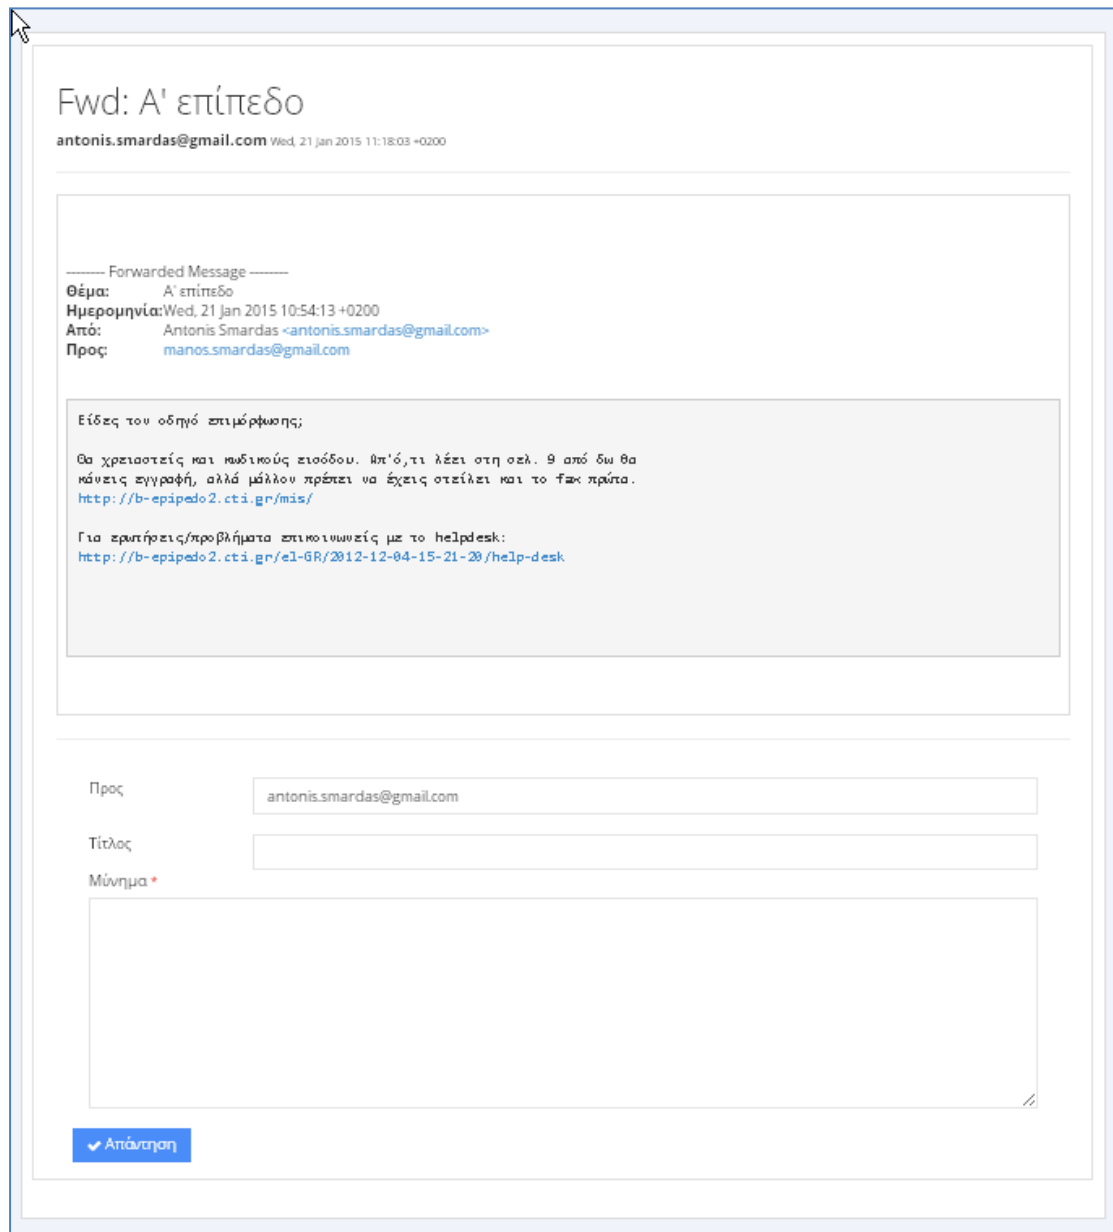 Fwd: Α' επίπεδο
antonis.smardas@gmail.com Wed, 21 Jan 2015 11:18:03 +0200
-------- Forwarded Message --------
Θέμα: Α' επίπεδο
Ημερομηνία:Wed, 21 Jan 2015 10:54:13 +0200
Από: Antonis Smardas <antonis.smardas@gmail.com>
Προς: manos.smardas@gmail.com
Είδες τον οδηγό επιμόρφωσης;
Θα χρειαστείς και κωδικούς εισόδου. Απ'ό,τι λέει στη σελ. 9 από δω θα
κάνεις εγγραφή, αλλά μάλλον πρέπει να έχεις στείλει και το fax πρώτα.
http://b-epipedo2.cti.gr/mis/
Για ερωτήσεις/προβλήματα επικοινωνείς με το helpdesk:
http://b-epipedo2.cti.gr/el-GR/2012-12-04-15-21-20/help-desk
Προς antonis.smardas@gmail.com
Τίτλος
Μύνημα *
Απάντηση